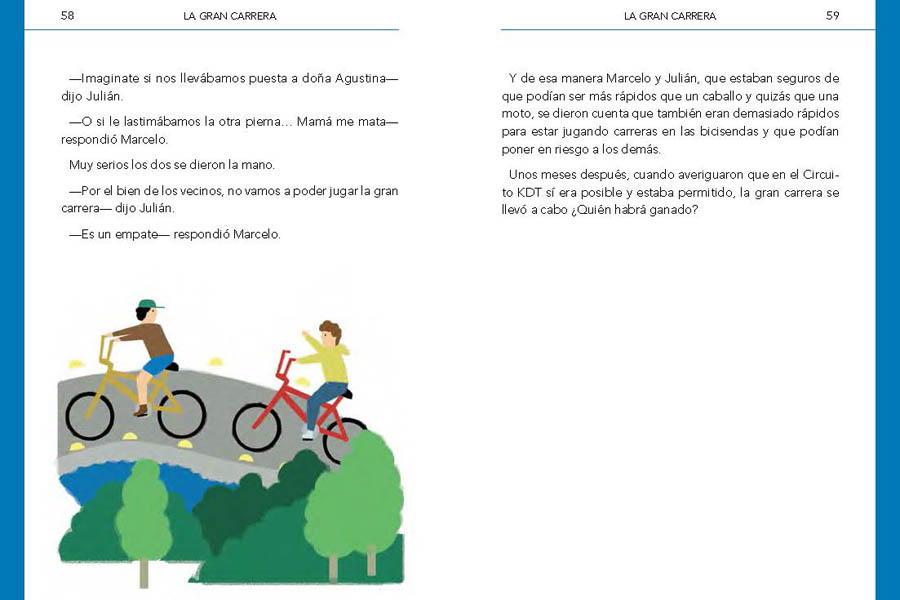 58
LA GRAN CARRERA
—Imaginate si nos llevábamos puesta a doña Agustina—
dijo Julián.
—O si le lastimábamos la otra pierna… Mamá me mata—
respondió Marcelo.
Muy serios los dos se dieron la mano.
—Por el bien de los vecinos, no vamos a poder jugar la gran
carrera— dijo Julián.
—Es un empate— respondió Marcelo.
LA GRAN CARRERA
59
Y de esa manera Marcelo y Julián, que estaban seguros de
que podían ser más rápidos que un caballo y quizás que una
moto, se dieron cuenta que también eran demasiado rápidos
para estar jugando carreras en las bicisendas y que podían
poner en riesgo a los demás.
Unos meses después, cuando averiguaron que en el Circui-
to KDT sí era posible y estaba permitido, la gran carrera se
llevó a cabo ¿Quién habrá ganado?